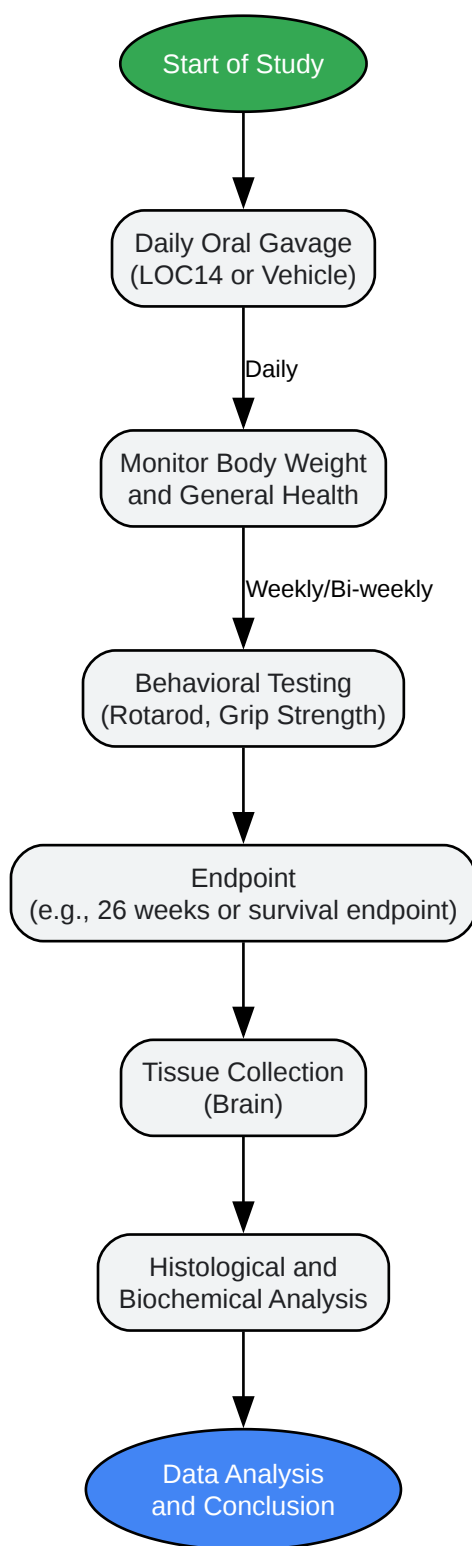 Start of Study
Daily Oral Gavage
(LOC14 or Vehicle)
Daily
Monitor Body Weight
and General Health
Weekly/Bi-weekly
Behavioral Testing
(Rotarod, Grip Strength)
Endpoint
(e.g., 26 weeks or survival endpoint)
Tissue Collection
(Brain)
Histological and
Biochemical Analysis
Data Analysis
and Conclusion